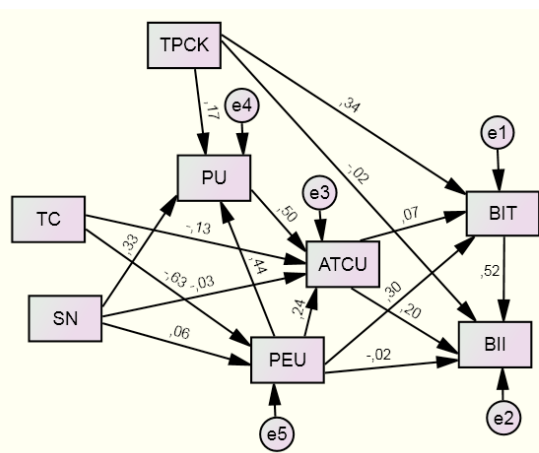 TPCK
e4
,17
,34
e1
PU
-,02
e3
TC
,50
BIT
-,13
,07
,33
ATCU
-,63
-,03
,44
,30
,52
SN
,24
,20
,06
BII
PEU
-,02
e5
e2